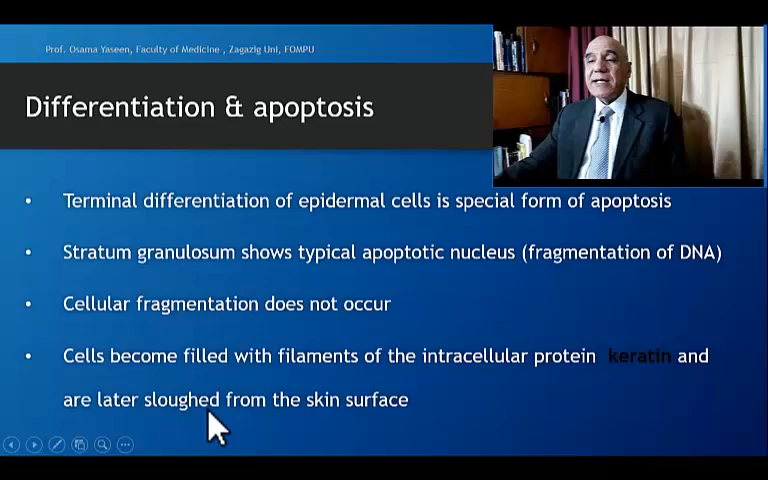 Prof. Osama Yaseen, Faculty of Medicine , Zagazig Uni, FOMPU
Differentiation & apoptosis
• Terminal differentiation of epidermal cells is special form of apoptosis
• Stratum granulosum shows typical apoptotic nucleus (fragmentation of DNA)
• Cellular fragmentation does not occur
• Cells become filled with filaments of the intracellular protein keratin and
are later sloughed from the skin surface